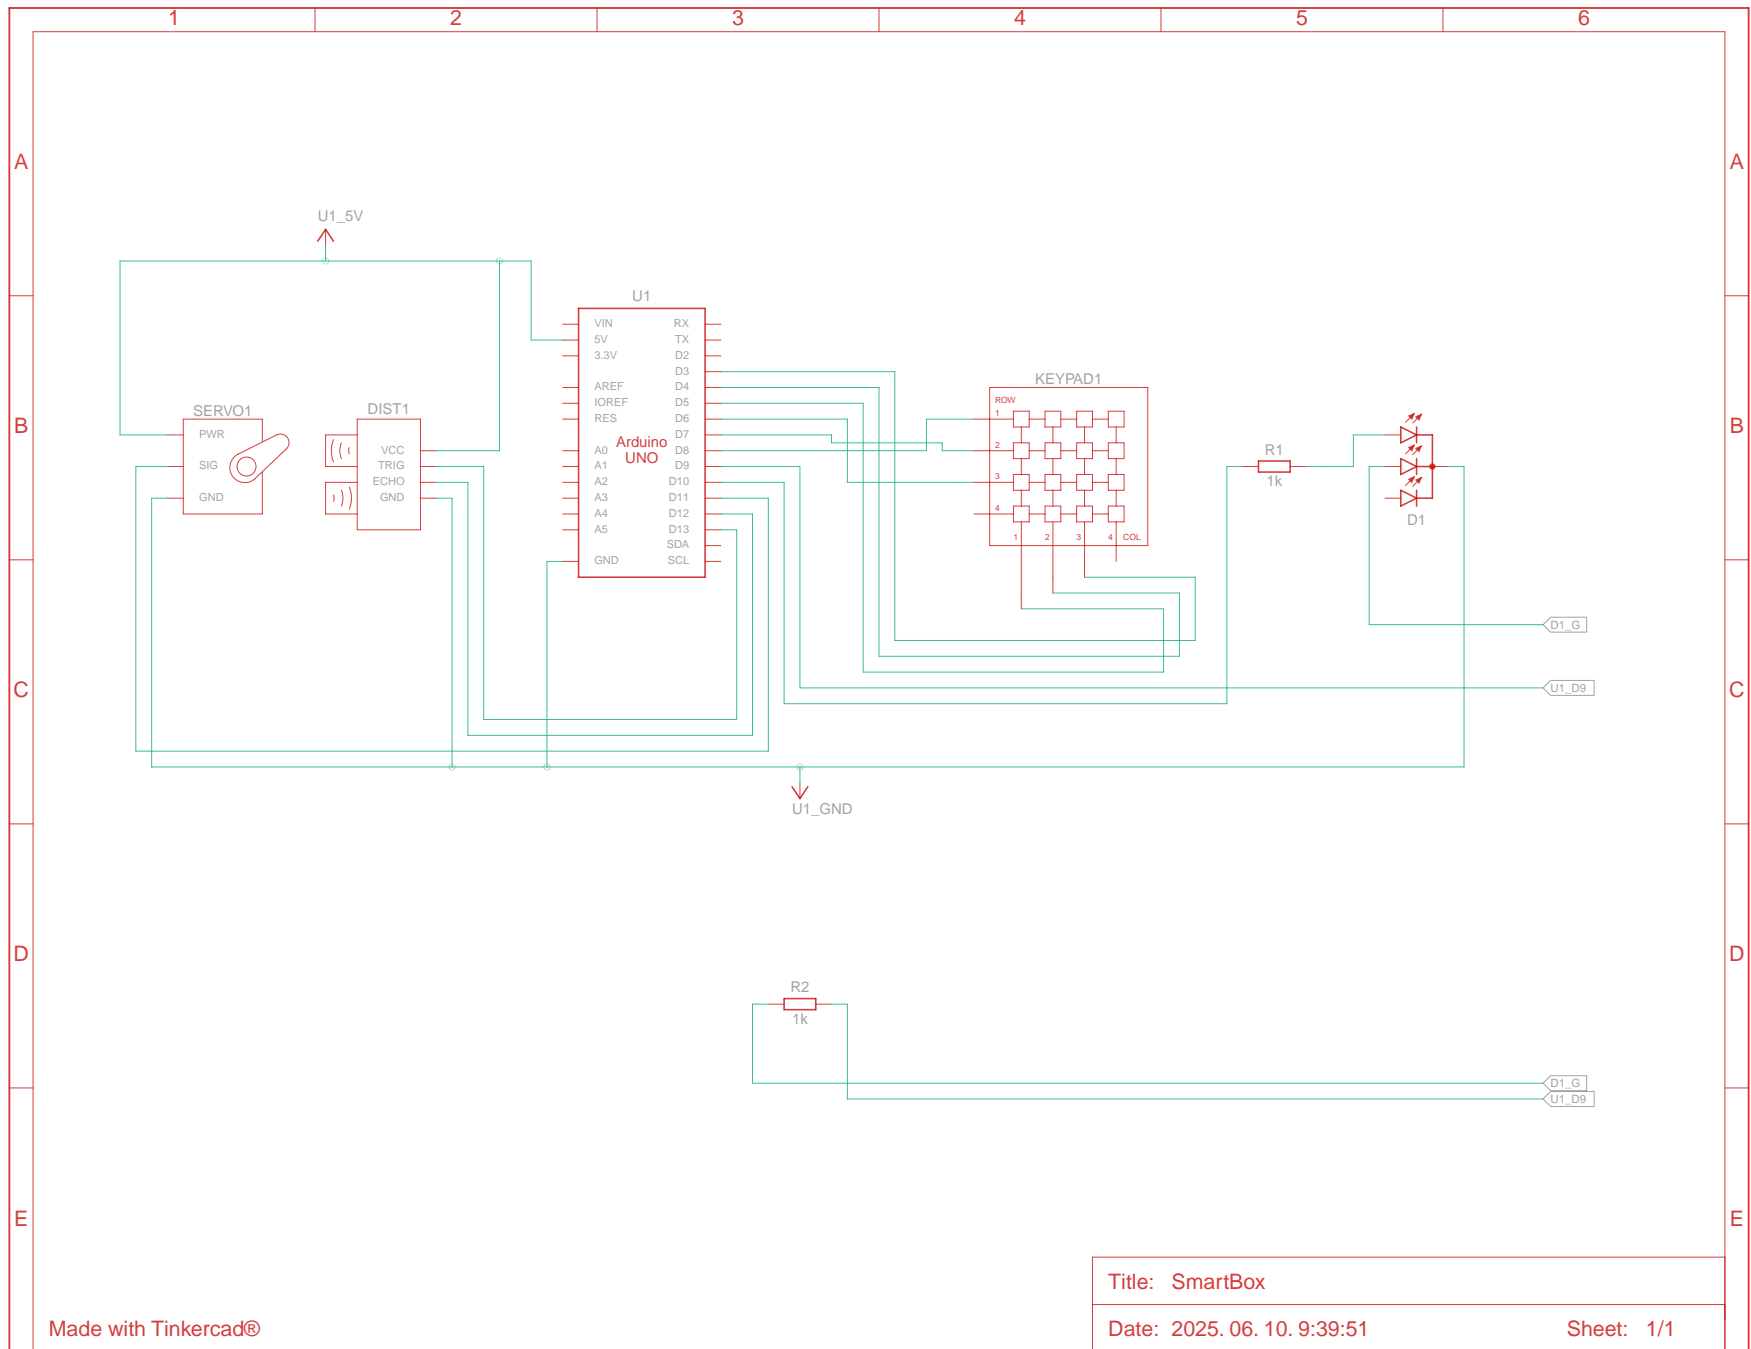 1 2 3 4 5 6
A A
U1_5V
U1
VIN RX
5V TX
3.3V D2
D3
AREF D4
IOREF D5
RES D6
D7
A0 D8
A1 D9
A2 D10
A3 D11
A4 D12
A5 D13
SDA
GND SCL
Arduino
UNO
B B
SERVO1
PWR
SIG
GND
DIST1
VCC
TRIG
ECHO
GND
KEYPAD1
ROW
1
2
3
4
1 2 3 4 COL
R1
1k
D1
D1_G
C C
U1_D9
U1_GND
D D
R2
1k
D1_G
U1_D9
E E
Title: SmartBox
Made with Tinkercad®
Date: 2025. 06. 10. 9:39:51 Sheet: 1/1